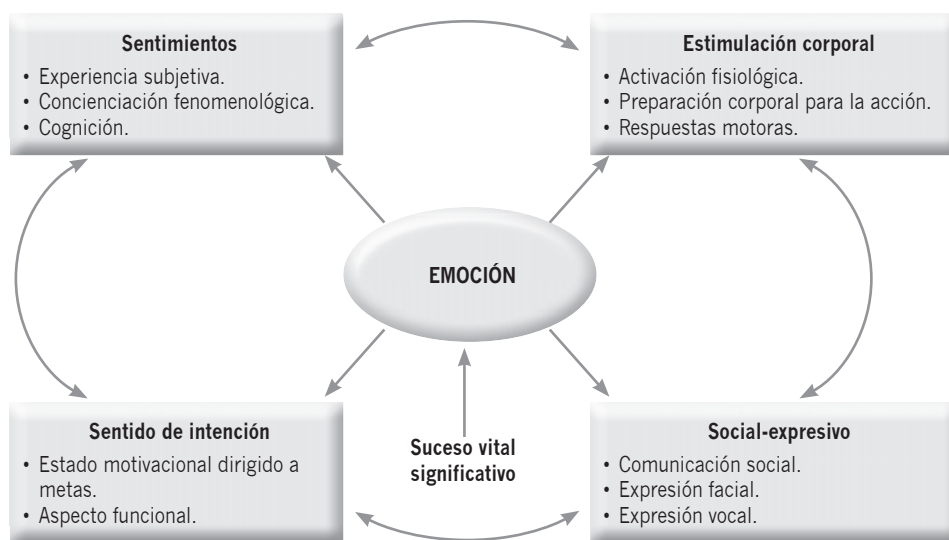 Sentimientos
• Experiencia subjetiva.
• Concienciación fenomenológica.
• Cognición.
Estimulación corporal
• Activación fisiológica.
• Preparación corporal para la acción.
• Respuestas motoras.
EMOCIÓN
Sentido de intención
• Estado motivacional dirigido a
metas.
• Aspecto funcional.
Suceso vital
significativo
Social-expresivo
• Comunicación social.
• Expresión facial.
• Expresión vocal.